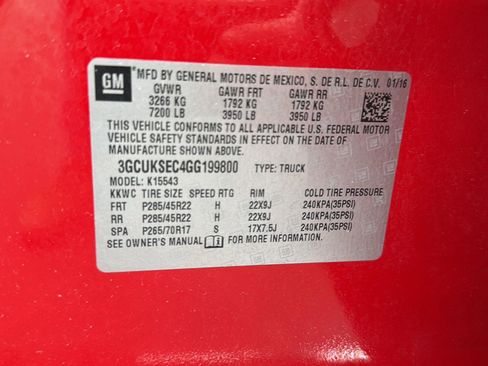 GM
*MFD BY GENERAL MOTORS DE MEXICO, S. DE R.L. DE C.V. 01/16
GVWR GAWR FRT GAWR RR
3266 KG 1792 KG 1792 KG
7200 LB 3950 LB 3950 LB
THIS VEHICLE CONFORMS TO ALL APPLICABLE U.S. FEDERAL MOTOR
VEHICLE SAFETY STANDARDS IN EFFECT ON THE DATE OF
MANUFACTURE SHOWN ABOVE.
3GCUKSEC4GG199800 TYPE: TRUCK
MODEL: K15543
KKWC TIRE SIZE SPEED RTG RIM COLD TIRE PRESSURE
FRT P285/45R22 H 22X9J 240KPA(35PSI)
RR P285/45R22 H 22X9J 240KPA(35PSI)
SPA P265/70R17 S 17X7.5J 240KPA(35PSI)
SEE OWNER'S MANUAL i FOR MORE INFORMATION.